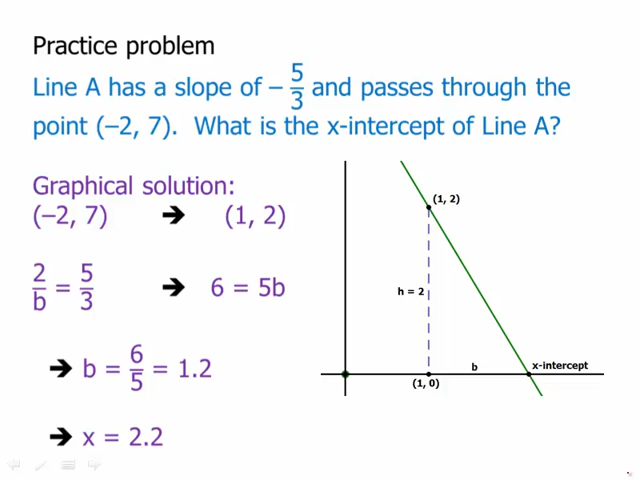 Practice problem
Line A has a slope of – 5/3 and passes through the
point (–2, 7). What is the x-intercept of Line A?
Graphical solution:
(–2, 7) ➔ (1, 2)
2/b = 5/3 ➔ 6 = 5b
➔ b = 6/5 = 1.2
➔ x = 2.2
(1, 2)
h = 2
b
x-intercept
(1, 0)